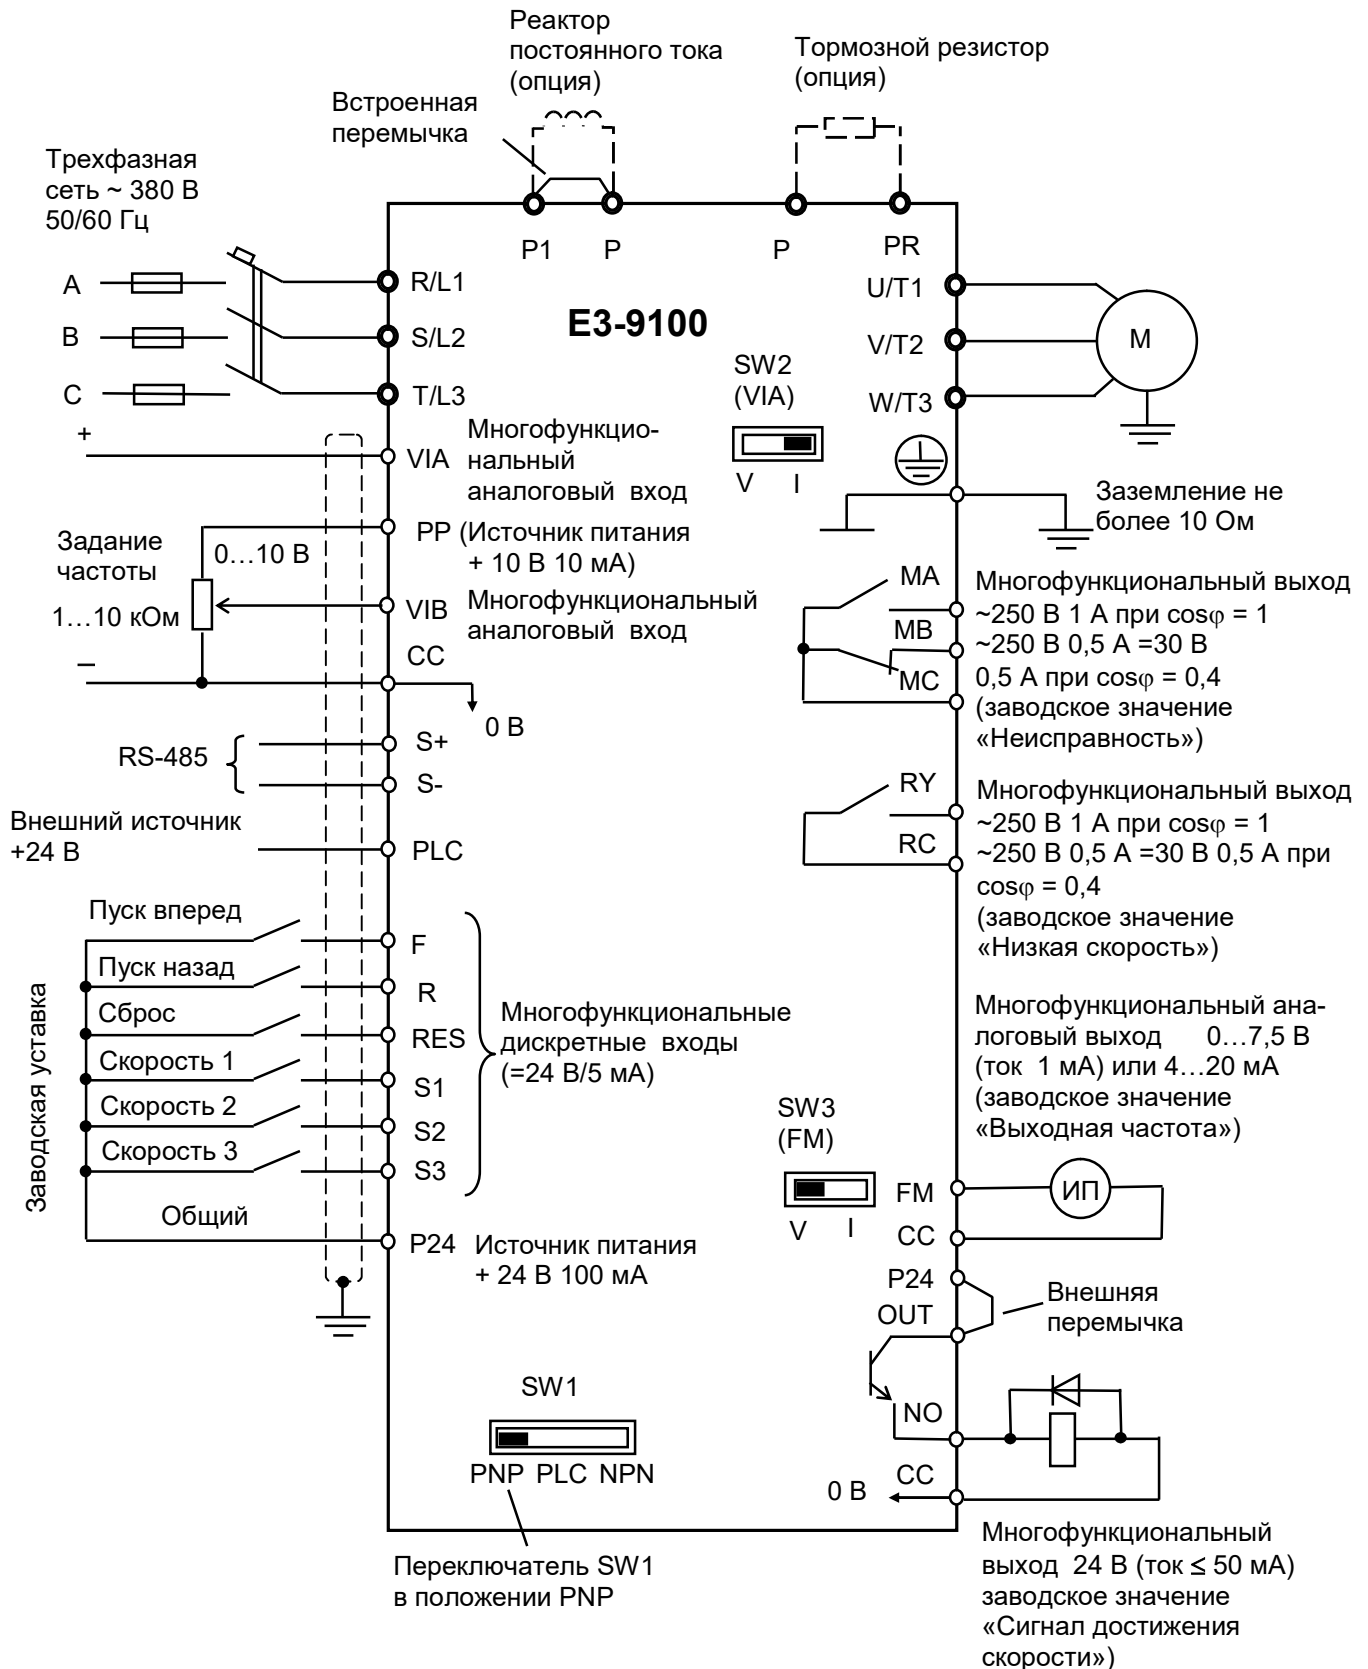 Реактор
постоянного тока
(опция)
Тормозной резистор
(опция)
Встроенная
перемычка
Трехфазная
сеть ~ 380 В
50/60 Гц
P1
P
P
PR
A
R/L1
U/T1
E3-9100
B
S/L2
V/T2
M
SW2
(VIA)
C
T/L3
W/T3
+
VIA
Многофункцио-
нальный
аналоговый вход
V
I
Заземление не
более 10 Ом
PP (Источник питания
+ 10 В 10 мА)
Задание
частоты
0…10 В
1…10 кОм
VIB
Многофункциональный
аналоговый вход
MA
MB
MC
Многофункциональный выход
~250 В 1 А при cosφ = 1
~250 В 0,5 А =30 В
0,5 А при cosφ = 0,4
(заводское значение
«Неисправность»)
–
CC
0 В
RS-485
S+
S-
Внешний источник
+24 В
PLC
RY
RC
Многофункциональный выход
~250 В 1 А при cosφ = 1
~250 В 0,5 А =30 В 0,5 А при
cosφ = 0,4
(заводское значение
«Низкая скорость»)
Заводская уставка
Пуск вперед
F
Пуск назад
R
Сброс
RES
Скорость 1
S1
Скорость 2
S2
Скорость 3
S3
Общий
P24
Многофункциональные
дискретные входы
(=24 В/5 мА)
Источник питания
+ 24 В 100 мА
Многофункциональный ана-
логовый выход 0…7,5 В
(ток 1 мА) или 4…20 мА
(заводское значение
«Выходная частота»)
SW3
(FM)
V
I
FM
ИП
CC
P24
OUT
Внешняя
перемычка
NO
CC
0 В
SW1
PNP PLC NPN
Переключатель SW1
в положении PNP
Многофункциональный
выход 24 В (ток ≤ 50 мА)
заводское значение
«Сигнал достижения
скорости»)